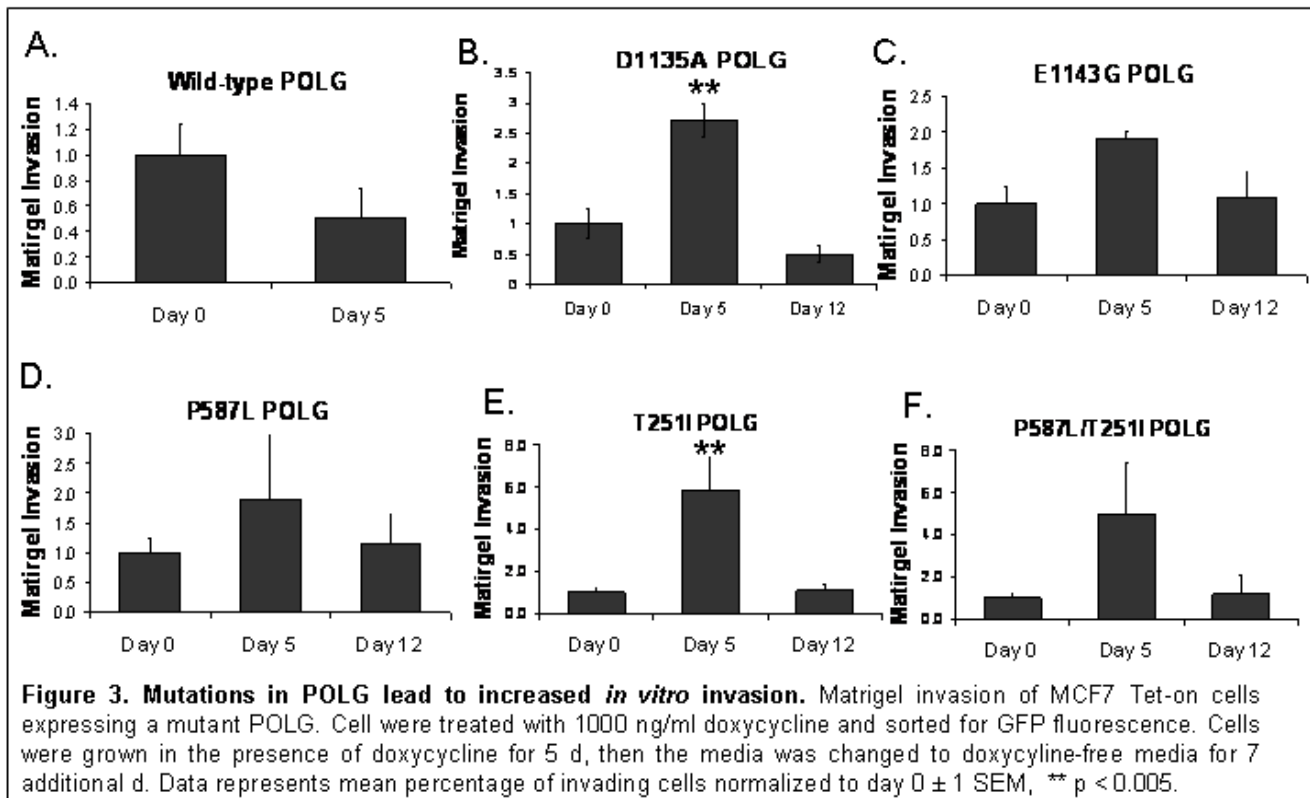 A.
Wild-type POLG
Matirgel Invasion
1.4
1.2
1.0
0.8
0.6
0.4
0.2
0.0
Day 0 Day 5
B.
D1135A POLG
**
Matrigel Invasion
3.5
3
2.5
2
1.5
1
0.5
0
Day 0 Day 5 Day 12
C.
E1143G POLG
Matirgel Invasion
2.5
2.0
1.5
1.0
0.5
0.0
Day 0 Day 5 Day 12
D.
P587L POLG
Matirgel Invasion
3.0
2.5
2.0
1.5
1.0
0.5
0.0
Day 0 Day 5 Day 12
E.
T251I POLG
**
Matirgel Invasion
8.0
6.0
4.0
2.0
0.0
Day 0 Day 5 Day 12
F.
P587L/T251I POLG
Matirgel Invasion
8.0
6.0
4.0
2.0
0.0
Day 0 Day 5 Day 12
Figure 3. Mutations in POLG lead to increased in vitro invasion. Matrigel invasion of MCF7 Tet-on cells
expressing a mutant POLG. Cell were treated with 1000 ng/ml doxycycline and sorted for GFP fluorescence. Cells
were grown in the presence of doxycycline for 5 d, then the media was changed to doxycyline-free media for 7
additional d. Data represents mean percentage of invading cells normalized to day 0 ± 1 SEM, ** p < 0.005.